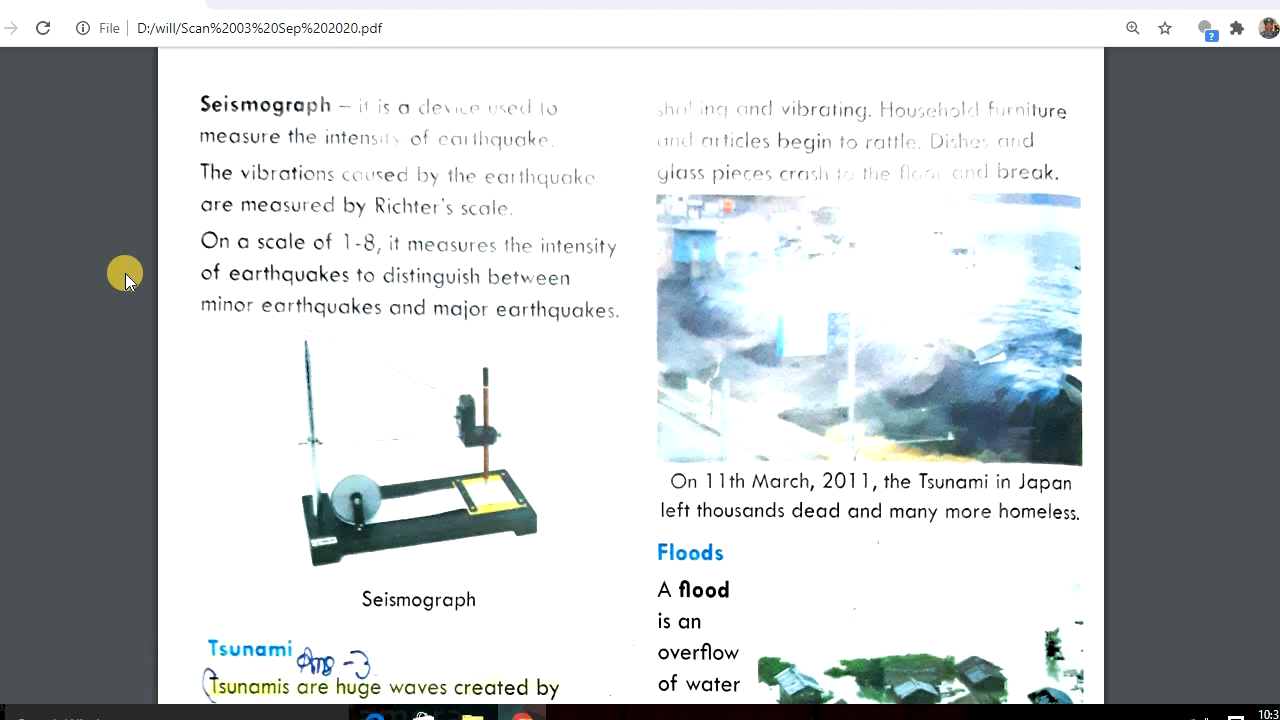 File
D:/will/Scan%2003%20Sep%202020.pdf
Seismograph – it is a device used to
measure the intensity of earthquake.
The vibrations caused by the earthquake
are measured by Richter's scale.
On a scale of 1-8, it measures the intensity
of earthquakes to distinguish between
minor earthquakes and major earthquakes.
Seismograph
Tsunami Ans -3
Tsunamis are huge waves created by
and vibrating. Household furniture
and articles begin to rattle. Dishes and
glass pieces crash to the floor and break.
On 11th March, 2011, the Tsunami in Japan
left thousands dead and many more homeless.
Floods
A flood
is an
overflow
of water
?
10:3